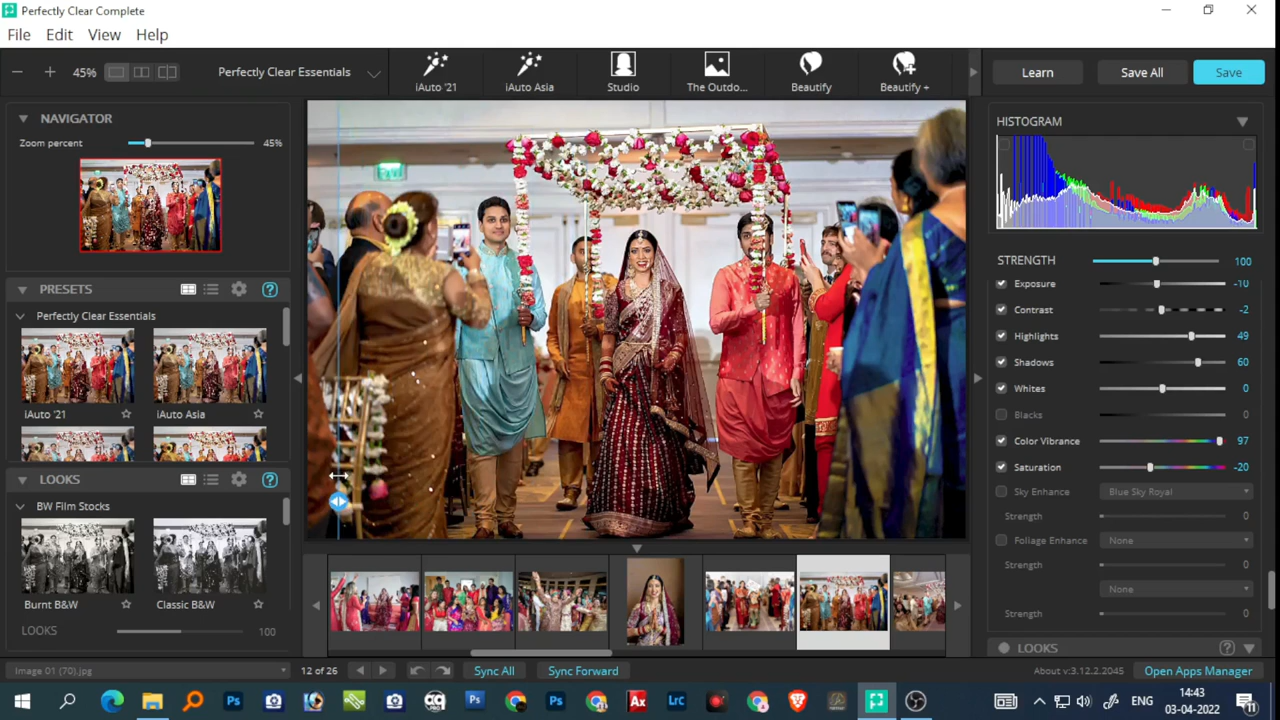 Perfectly Clear Complete
File Edit View Help
45% Perfectly Clear Essentials
iAuto '21 iAuto Asia Studio The Outdo... Beautify Beautify +
Learn Save All Save
NAVIGATOR
Zoom percent 45%
PRESETS
Perfectly Clear Essentials
iAuto '21 iAuto Asia
LOOKS
BW Film Stocks
Burnt B&W Classic B&W
LOOKS 100
HISTOGRAM
STRENGTH 100
Exposure -10
Contrast -2
Highlights 49
Shadows 60
Whites 0
Blacks 0
Color Vibrance 97
Saturation -20
Sky Enhance Blue Sky Royal
Strength 0
Foliage Enhance None
Strength 0
None
Strength 0
LOOKS
Image 01 (70).jpg 12 of 26 Sync All Sync Forward About v:3.12.2.2045 Open Apps Manager
Ps Ps Ps Ax Lrc ENG 14:43
03-04-2022 11